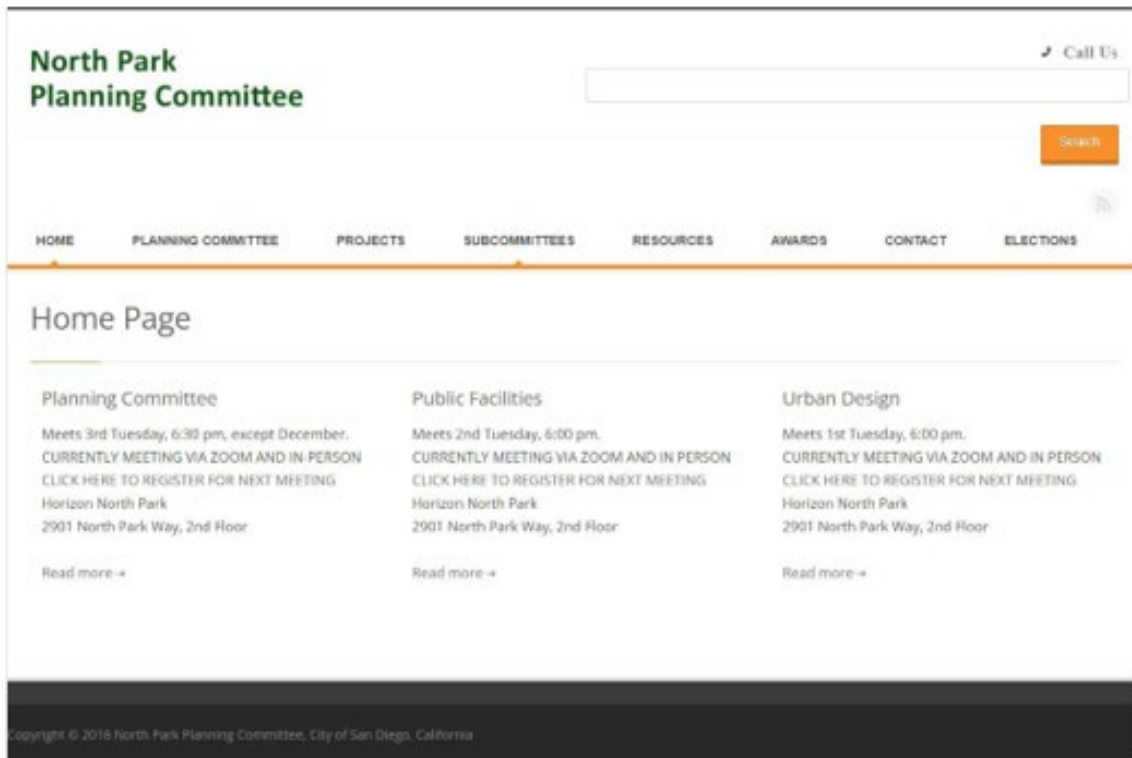 North Park
Planning Committee
Call Us
Search
HOME PLANNING COMMITTEE PROJECTS SUBCOMMITTEES RESOURCES AWARDS CONTACT ELECTIONS
Home Page
Planning Committee
Meets 3rd Tuesday, 6:30 pm, except December.
CURRENTLY MEETING VIA ZOOM AND IN-PERSON
CLICK HERE TO REGISTER FOR NEXT MEETING
Horizon North Park
2901 North Park Way, 2nd Floor
Read more→
Public Facilities
Meets 2nd Tuesday, 6:00 pm.
CURRENTLY MEETING VIA ZOOM AND IN PERSON
CLICK HERE TO REGISTER FOR NEXT MEETING
Horizon North Park
2901 North Park Way, 2nd Floor
Read more→
Urban Design
Meets 1st Tuesday, 6:00 pm.
CURRENTLY MEETING VIA ZOOM AND IN PERSON
CLICK HERE TO REGISTER FOR NEXT MEETING
Horizon North Park
2901 North Park Way, 2nd Floor
Read more→
Copyright © 2018 North Park Planning Committee, City of San Diego, California